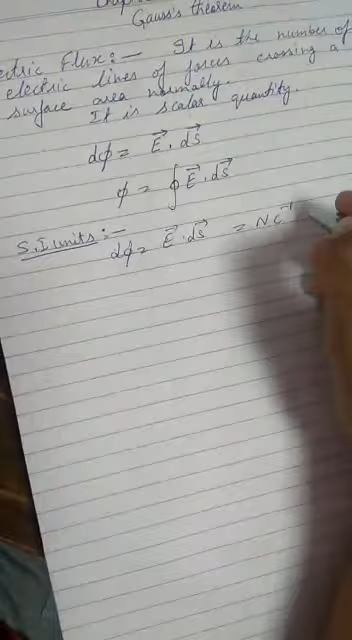 Gauss's theorem
ectric Flux:- It is the number of
electric lines of forces crossing a
surface area normally.
It is scalar quantity.
dφ = E⃗ . dS⃗
φ = ∮ E⃗ . dS⃗
S.I units :-
dφ = E⃗ . dS⃗ = NC⁻¹